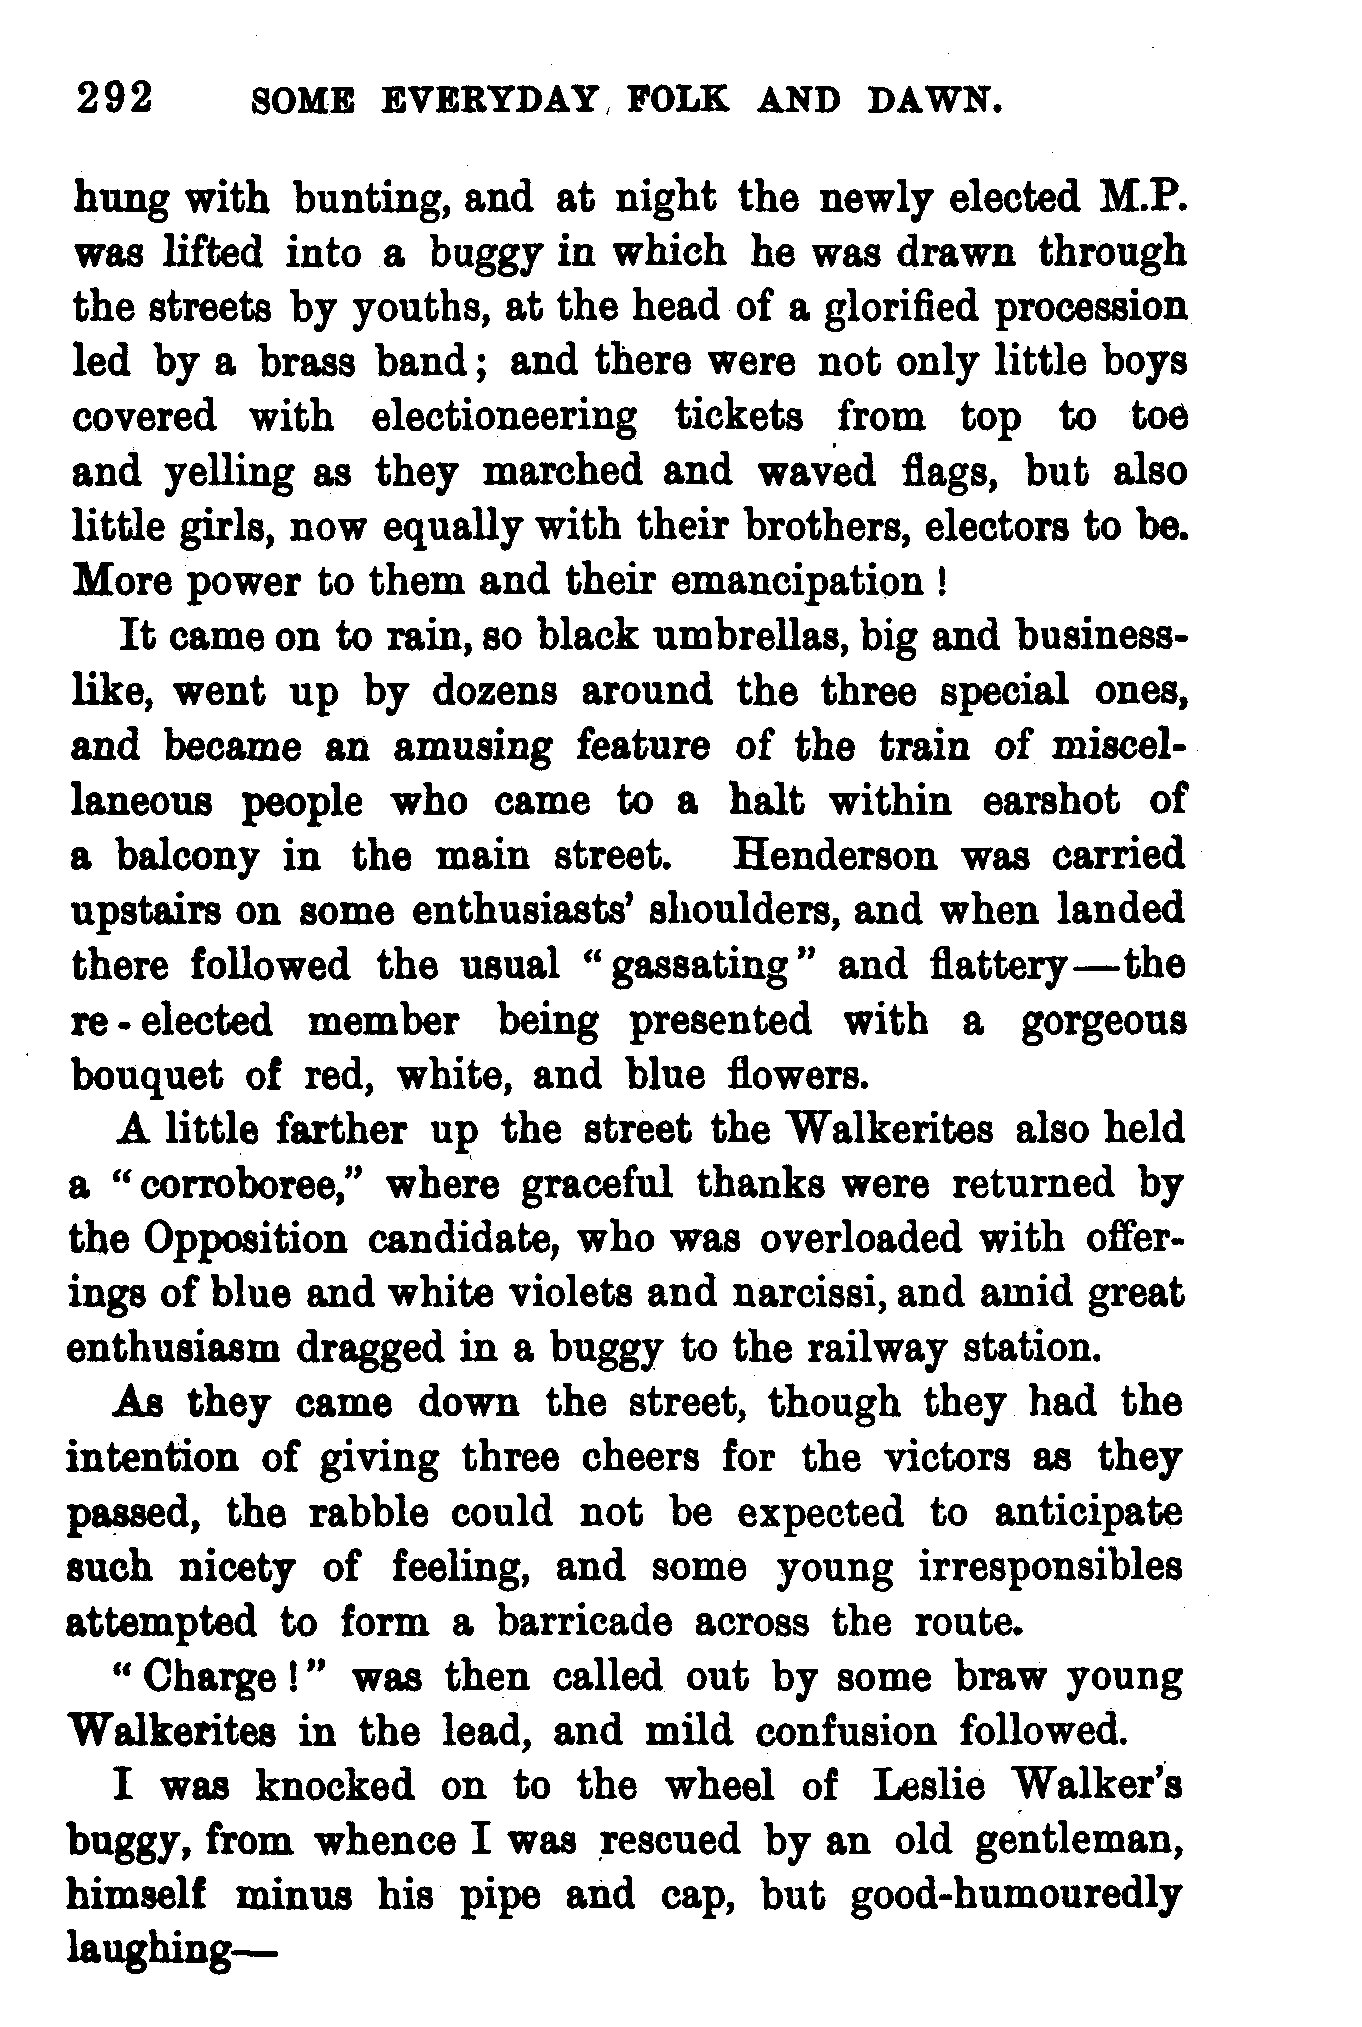 292 SOME EVERYDAY FOLK AND DAWN.
hung with bunting, and at night the newly elected M.P.
was lifted into a buggy in which he was drawn through
the streets by youths, at the head of a glorified procession
led by a brass band; and there were not only little boys
covered with electioneering tickets from top to toe
and yelling as they marched and waved flags, but also
little girls, now equally with their brothers, electors to be.
More power to them and their emancipation!
It came on to rain, so black umbrellas, big and business-
like, went up by dozens around the three special ones,
and became an amusing feature of the train of miscel-
laneous people who came to a halt within earshot of
a balcony in the main street. Henderson was carried
upstairs on some enthusiasts' shoulders, and when landed
there followed the usual "gassating" and flattery—the
re-elected member being presented with a gorgeous
bouquet of red, white, and blue flowers.
A little farther up the street the Walkerites also held
a "corroboree," where graceful thanks were returned by
the Opposition candidate, who was overloaded with offer-
ings of blue and white violets and narcissi, and amid great
enthusiasm dragged in a buggy to the railway station.
As they came down the street, though they had the
intention of giving three cheers for the victors as they
passed, the rabble could not be expected to anticipate
such nicety of feeling, and some young irresponsibles
attempted to form a barricade across the route.
"Charge!" was then called out by some braw young
Walkerites in the lead, and mild confusion followed.
I was knocked on to the wheel of Leslie Walker's
buggy, from whence I was rescued by an old gentleman,
himself minus his pipe and cap, but good-humouredly
laughing—